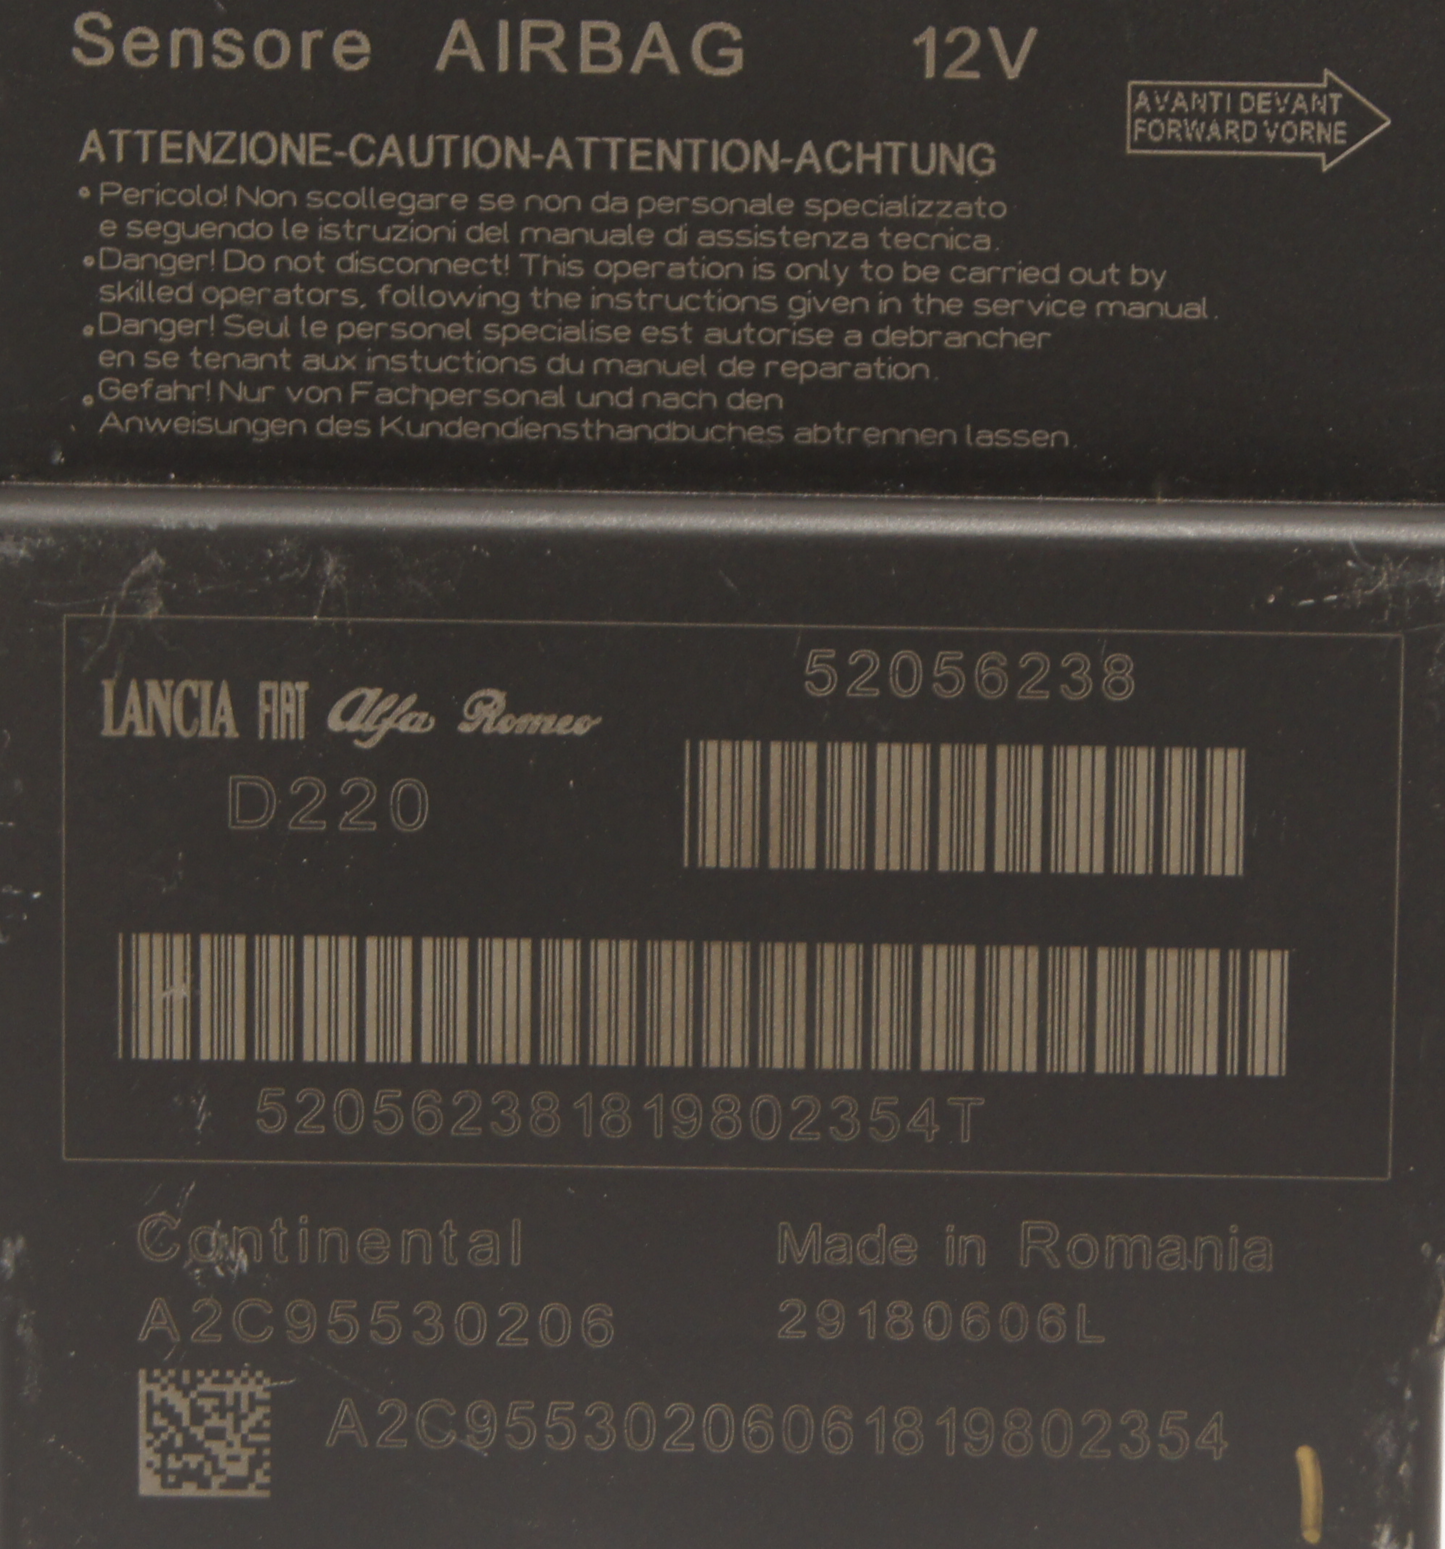 Sensore AIRBAG 12V
AVANTI DEVANT
FORWARD VORNE
ATTENZIONE-CAUTION-ATTENTION-ACHTUNG
• Pericolo! Non scollegare se non da personale specializzato
e seguendo le istruzioni del manuale di assistenza tecnica.
• Danger! Do not disconnect! This operation is only to be carried out by
skilled operators, following the instructions given in the service manual.
• Danger! Seul le personel specialise est autorise a debrancher
en se tenant aux instuctions du manuel de reparation.
• Gefahr! Nur von Fachpersonal und nach den
Anweisungen des Kundendiensthandbuches abtrennen lassen.
52056238
LANCIA FIAT Alfa Romeo
D220
520562381819802354T
Continental
Made in Romania
A2C95530206
29180606L
A2C9553020606181980235​4